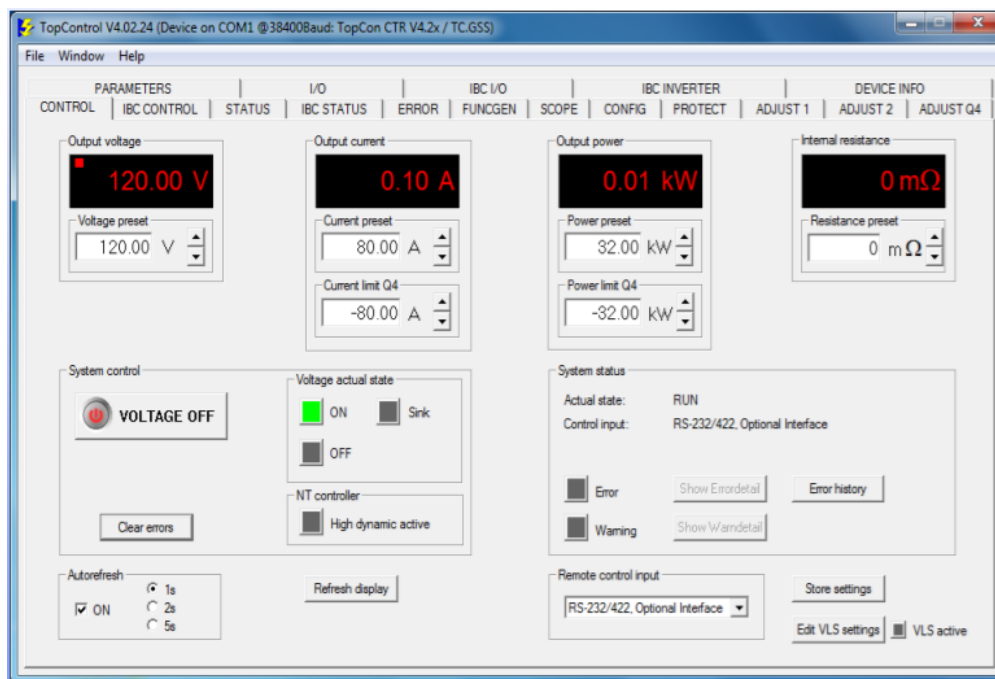 TopControl V4.02.24 (Device on COM1 @38400Baud: TopCon CTR V4.2x / TC.GSS)
File Window Help
PARAMETERS I/O IBC I/O IBC INVERTER DEVICE INFO
CONTROL IBC CONTROL STATUS IBC STATUS ERROR FUNCGEN SCOPE CONFIG PROTECT ADJUST 1 ADJUST 2 ADJUST Q4
Output voltage Output current Output power Internal resistance
120.00 V 0.10 A 0.01 kW 0 mΩ
Voltage preset Current preset Power preset Resistance preset
120.00 V 80.00 A 32.00 kW 0 mΩ
Current limit Q4 Power limit Q4
-80.00 A -32.00 kW
System control System status
Voltage actual state
Actual state: RUN
VOLTAGE OFF ON Sink
Control input: RS-232/422, Optional Interface
OFF
Error Show Errordetail Error history
NT controller
High dynamic active
Clear errors Warning Show Warndetail
Autorefresh Remote control input
ON 1s Refresh display Store settings
2s RS-232/422, Optional Interface
5s Edit VLS settings VLS active